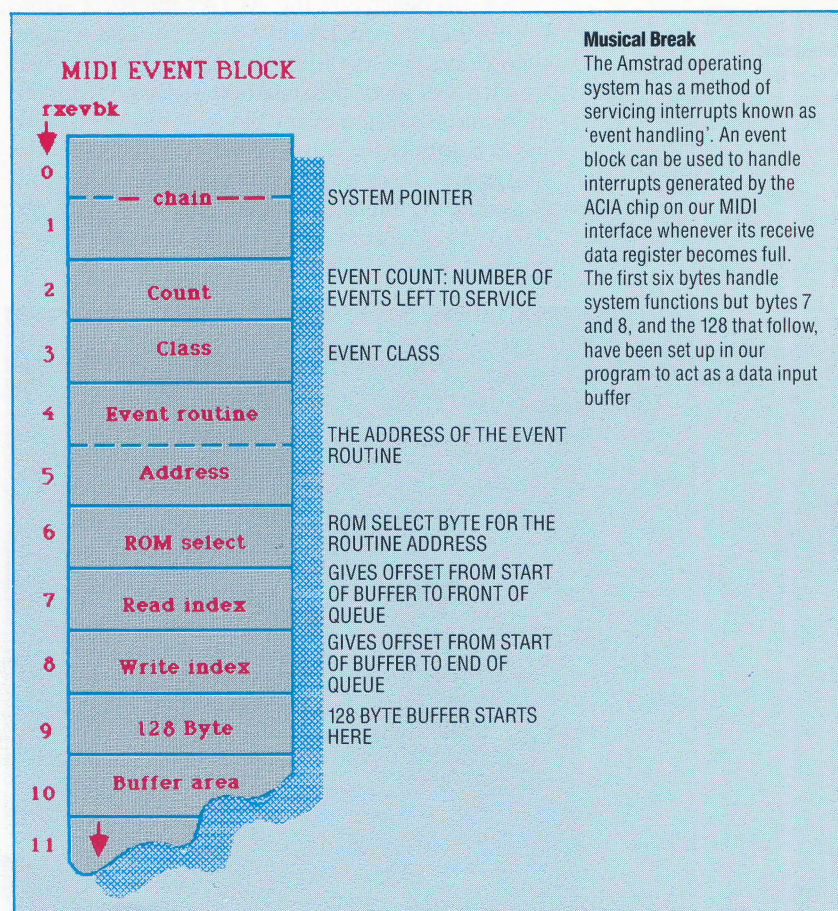 MIDI EVENT BLOCK
rxevbk
0
chain
1
SYSTEM POINTER
2
Count
EVENT COUNT: NUMBER OF
EVENTS LEFT TO SERVICE
3
Class
EVENT CLASS
4
Event routine
THE ADDRESS OF THE EVENT
ROUTINE
5
Address
6
ROM select
ROM SELECT BYTE FOR THE
ROUTINE ADDRESS
7
Read index
GIVES OFFSET FROM START
OF BUFFER TO FRONT OF
QUEUE
8
Write index
GIVES OFFSET FROM START
OF BUFFER TO END OF
QUEUE
9
128 Byte
128 BYTE BUFFER STARTS
HERE
10
Buffer area
11
Musical Break
The Amstrad operating
system has a method of
servicing interrupts known as
'event handling'. An event
block can be used to handle
interrupts generated by the
ACIA chip on our MIDI
interface whenever its receive
data register becomes full.
The first six bytes handle
system functions but bytes 7
and 8, and the 128 that follow,
have been set up in our
program to act as a data input
buffer